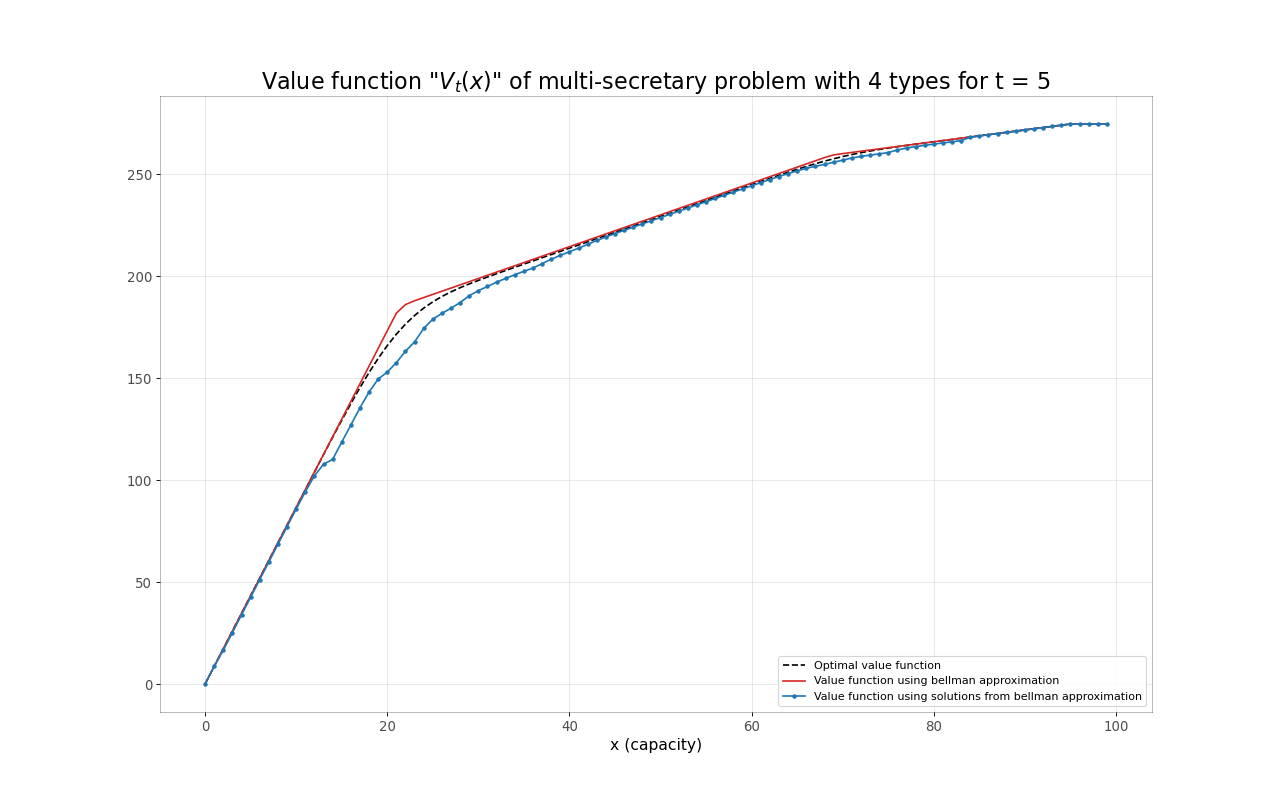 Value function "Vₜ(x)" of multi-secretary problem with 4 types for t = 5
250
200
150
100
50
0
0 20 40 60 80 100
x (capacity)
Optimal value function
Value function using bellman approximation
Value function using solutions from bellman approximation